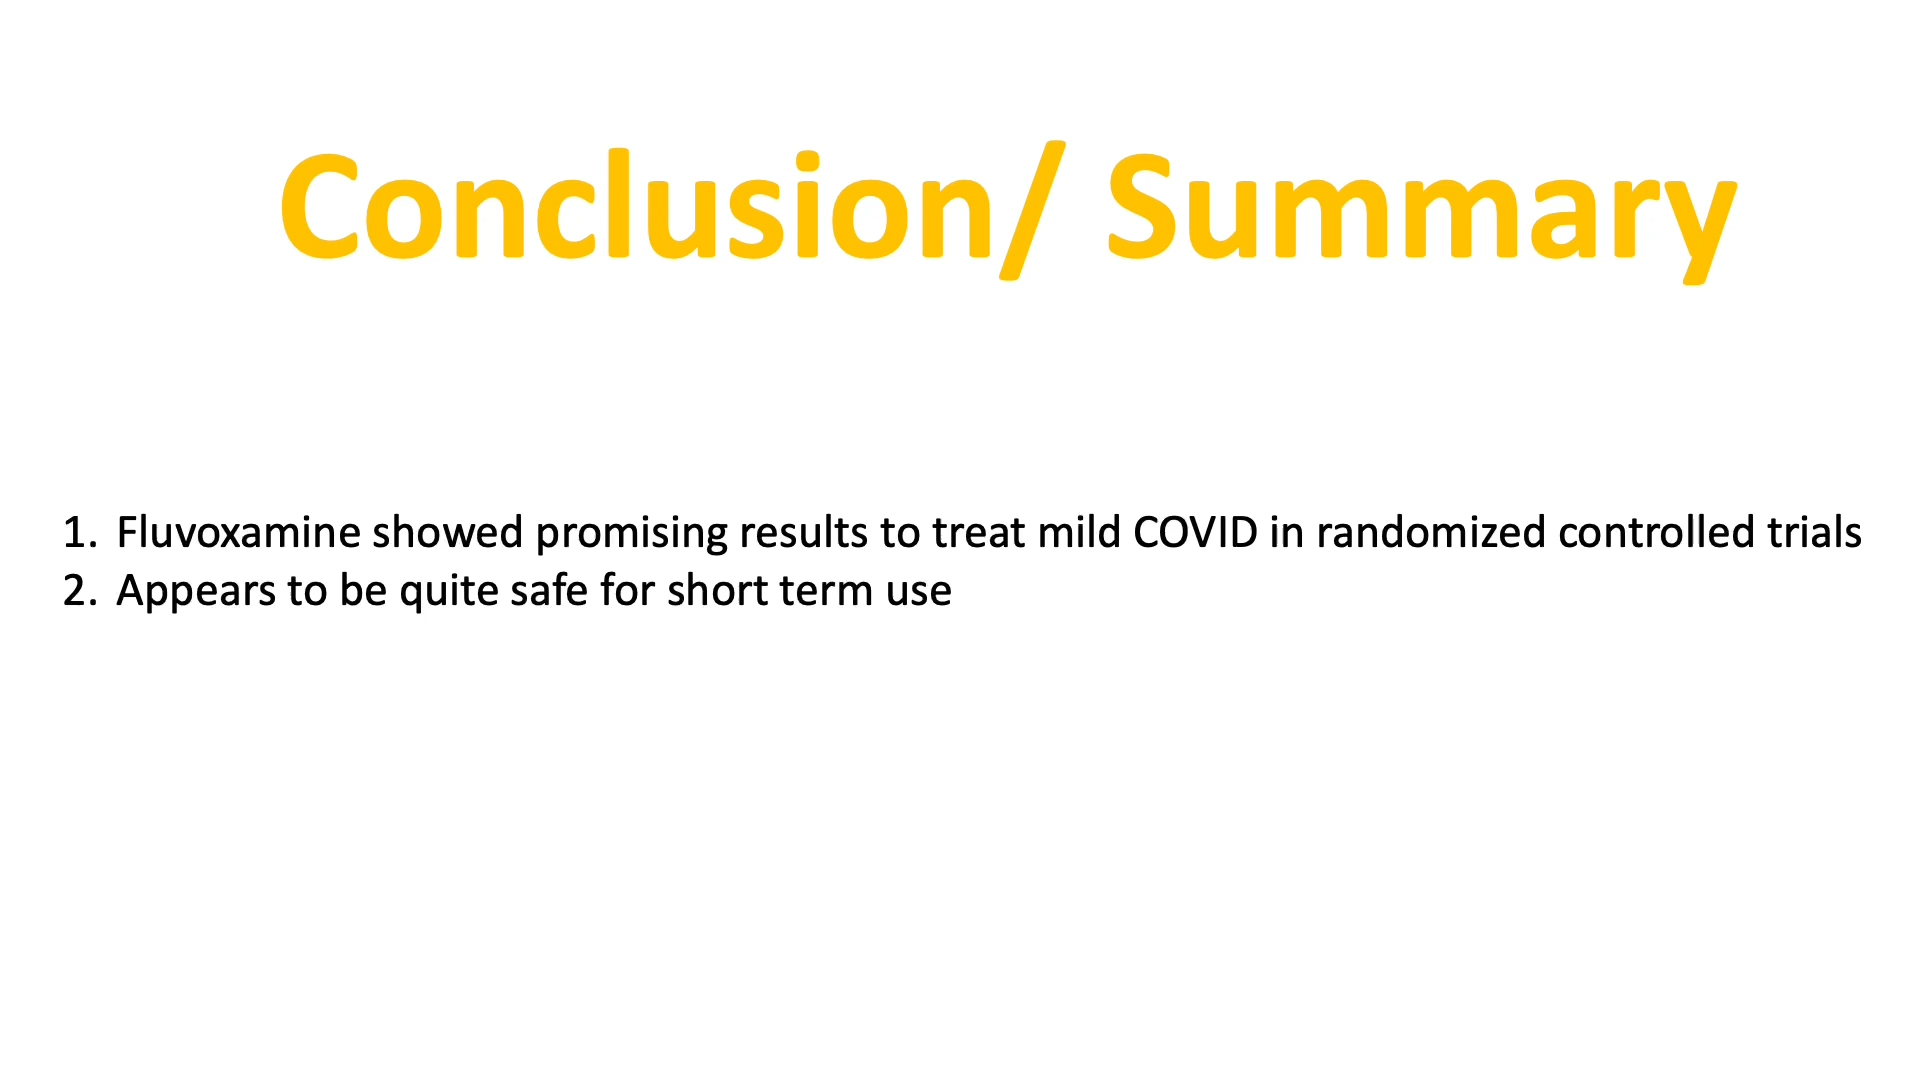 Conclusion/ Summary
1. Fluvoxamine showed promising results to treat mild COVID in randomized controlled trials
2. Appears to be quite safe for short term use